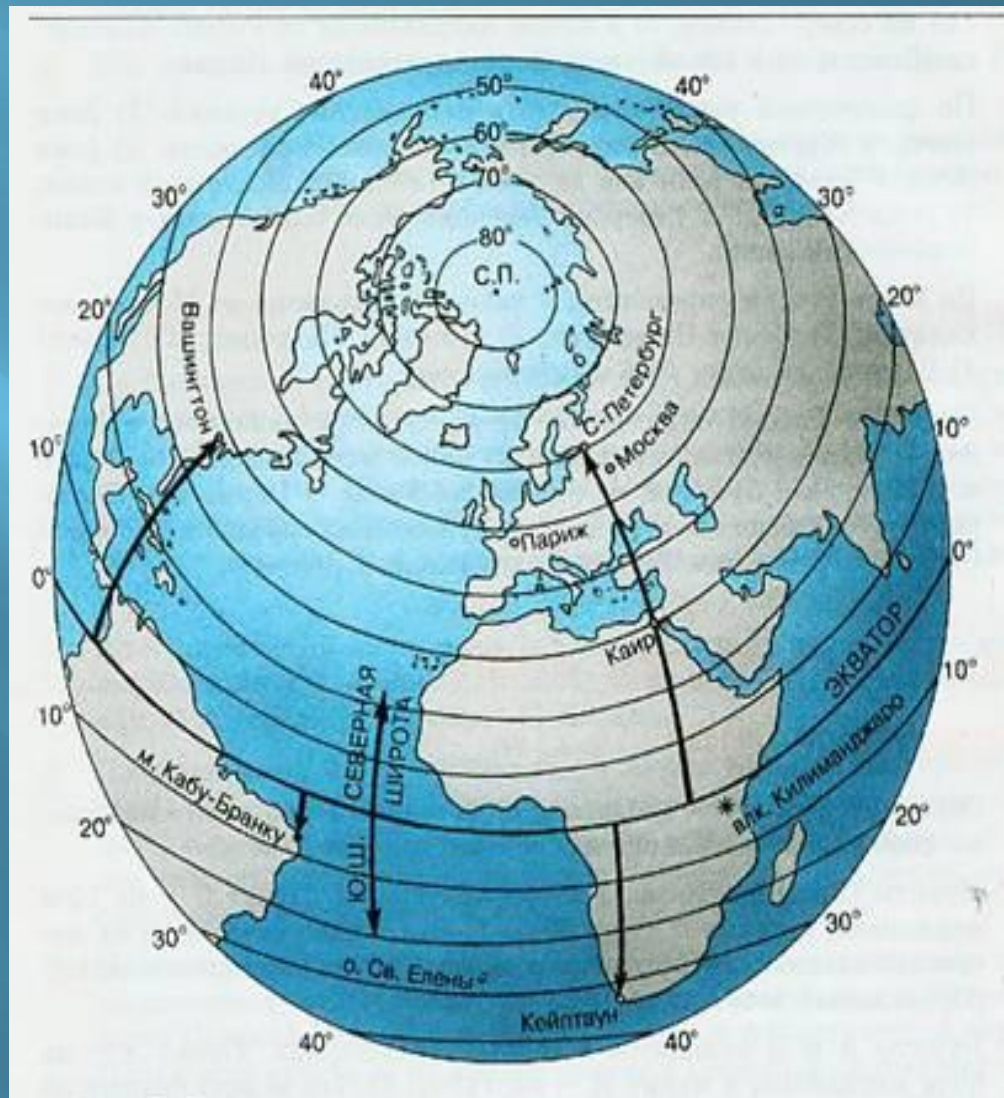 40° 50° 40°
60°
30° 70° 30°
80°
С.П.
20° 20°
Вашингтон
С-Петербург
Москва
10° 10°
Париж
0° 0°
Каир
ЭКВАТОР
10° 10°
СЕВЕРНАЯ
ШИРОТА
Ю.Ш.
м. Кабу-Бранку
влк. Килиманджаро
20° 20°
30° 30°
о. Св. Елены
Кейптаун
40° 40°